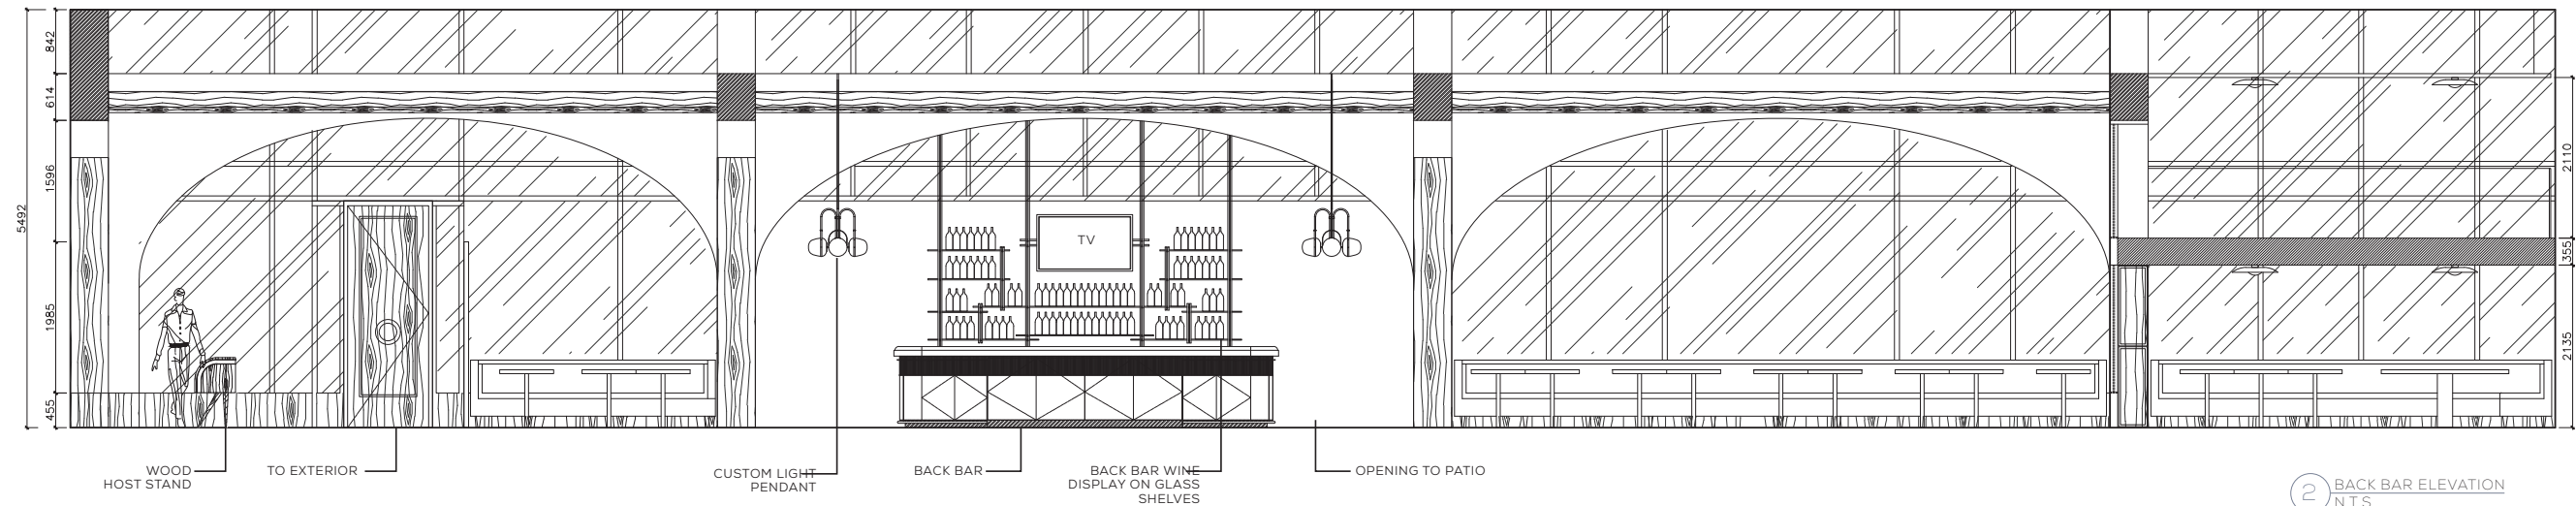 842
614
1596
5492
1985
455
TV
2110
355
2135
WOOD
HOST STAND
TO EXTERIOR
CUSTOM LIGHT
PENDANT
BACK BAR
BACK BAR WINE
DISPLAY ON GLASS
SHELVES
OPENING TO PATIO
2
BACK BAR ELEVATION
N.T.S